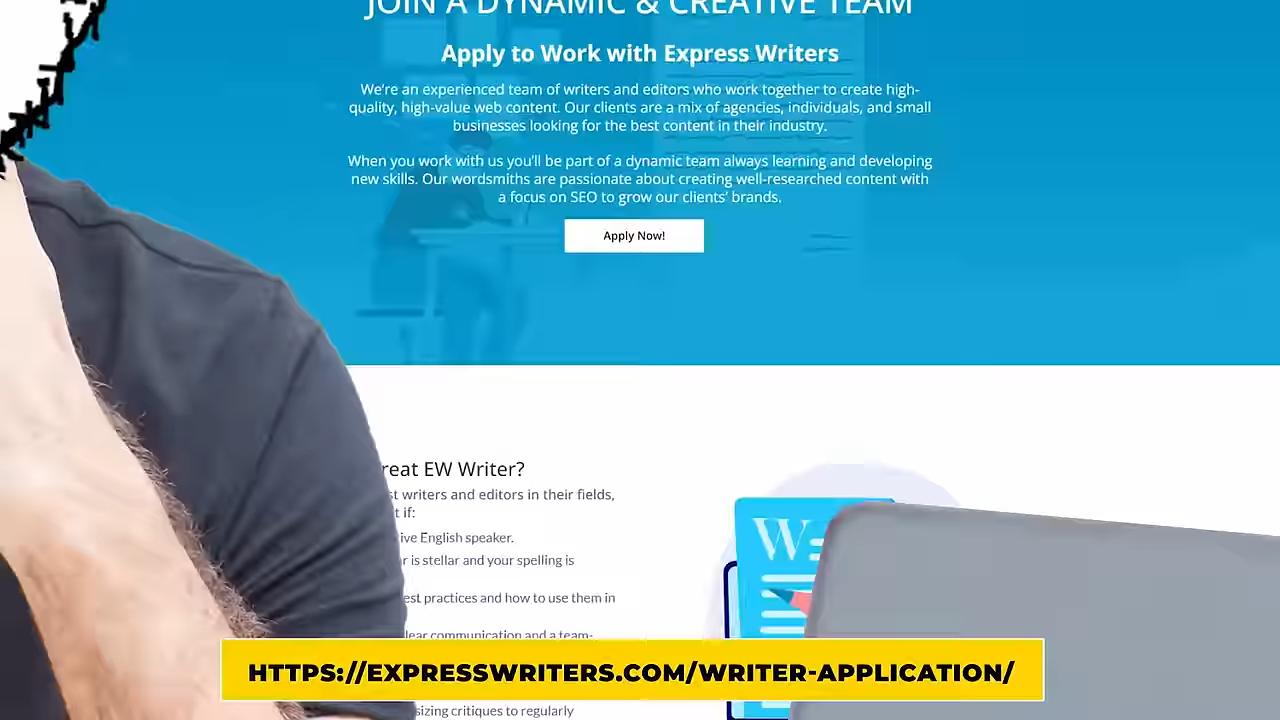 JOIN A DYNAMIC & CREATIVE TEAM
Apply to Work with Express Writers
We're an experienced team of writers and editors who work together to create high-
quality, high-value web content. Our clients are a mix of agencies, individuals, and small
businesses looking for the best content in their industry.
When you work with us you'll be part of a dynamic team always learning and developing
new skills. Our wordsmiths are passionate about creating well-researched content with
a focus on SEO to grow our clients' brands.
Apply Now!
reat EW Writer?
st writers and editors in their fields,
t if:
ive English speaker.
r is stellar and your spelling is
est practices and how to use them in
lear communication and a team-
sizing critiques to regularly
W
HTTPS://EXPRESSWRITERS.COM/WRITER-APPLICATION/